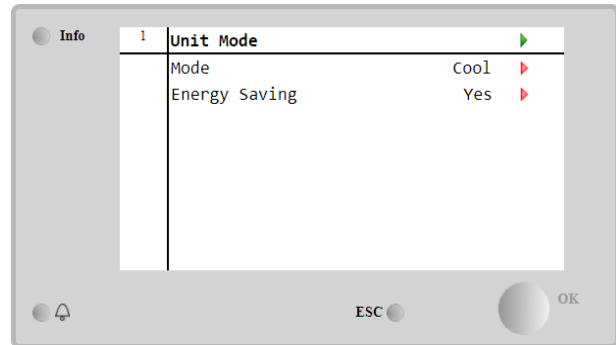 Info
1 Unit Mode
Mode Cool
Energy Saving Yes
ESC
OK